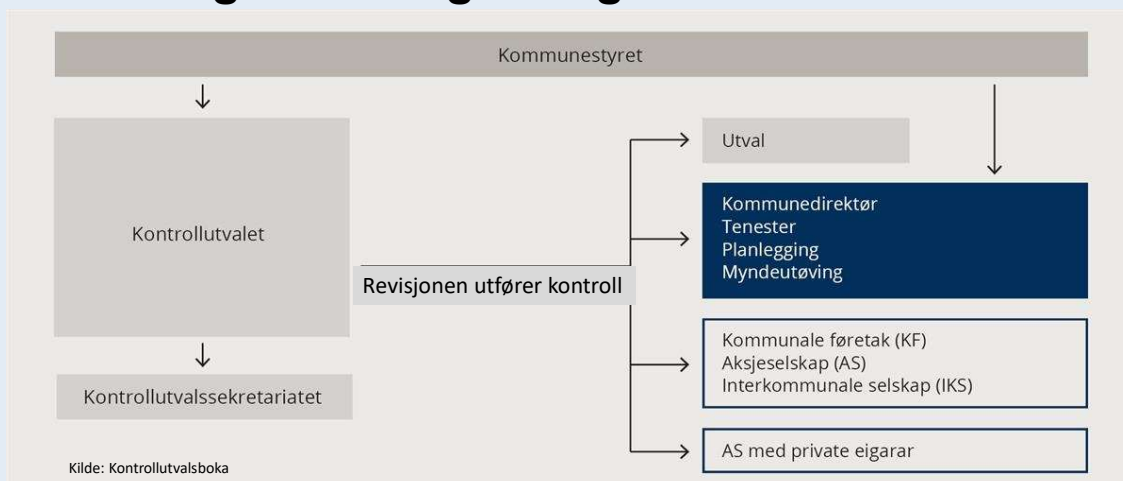 Kommunestyret
Kontrollutvalet
Revisjonen utfører kontroll
Kontrollutvalssekretariatet
Utval
Kommunedirektør
Tenester
Planlegging
Myndeutøving
Kommunale føretak (KF)
Aksjeselskap (AS)
Interkommunale selskap (IKS)
AS med private eigarar
Kilde: Kontrollutvalsboka